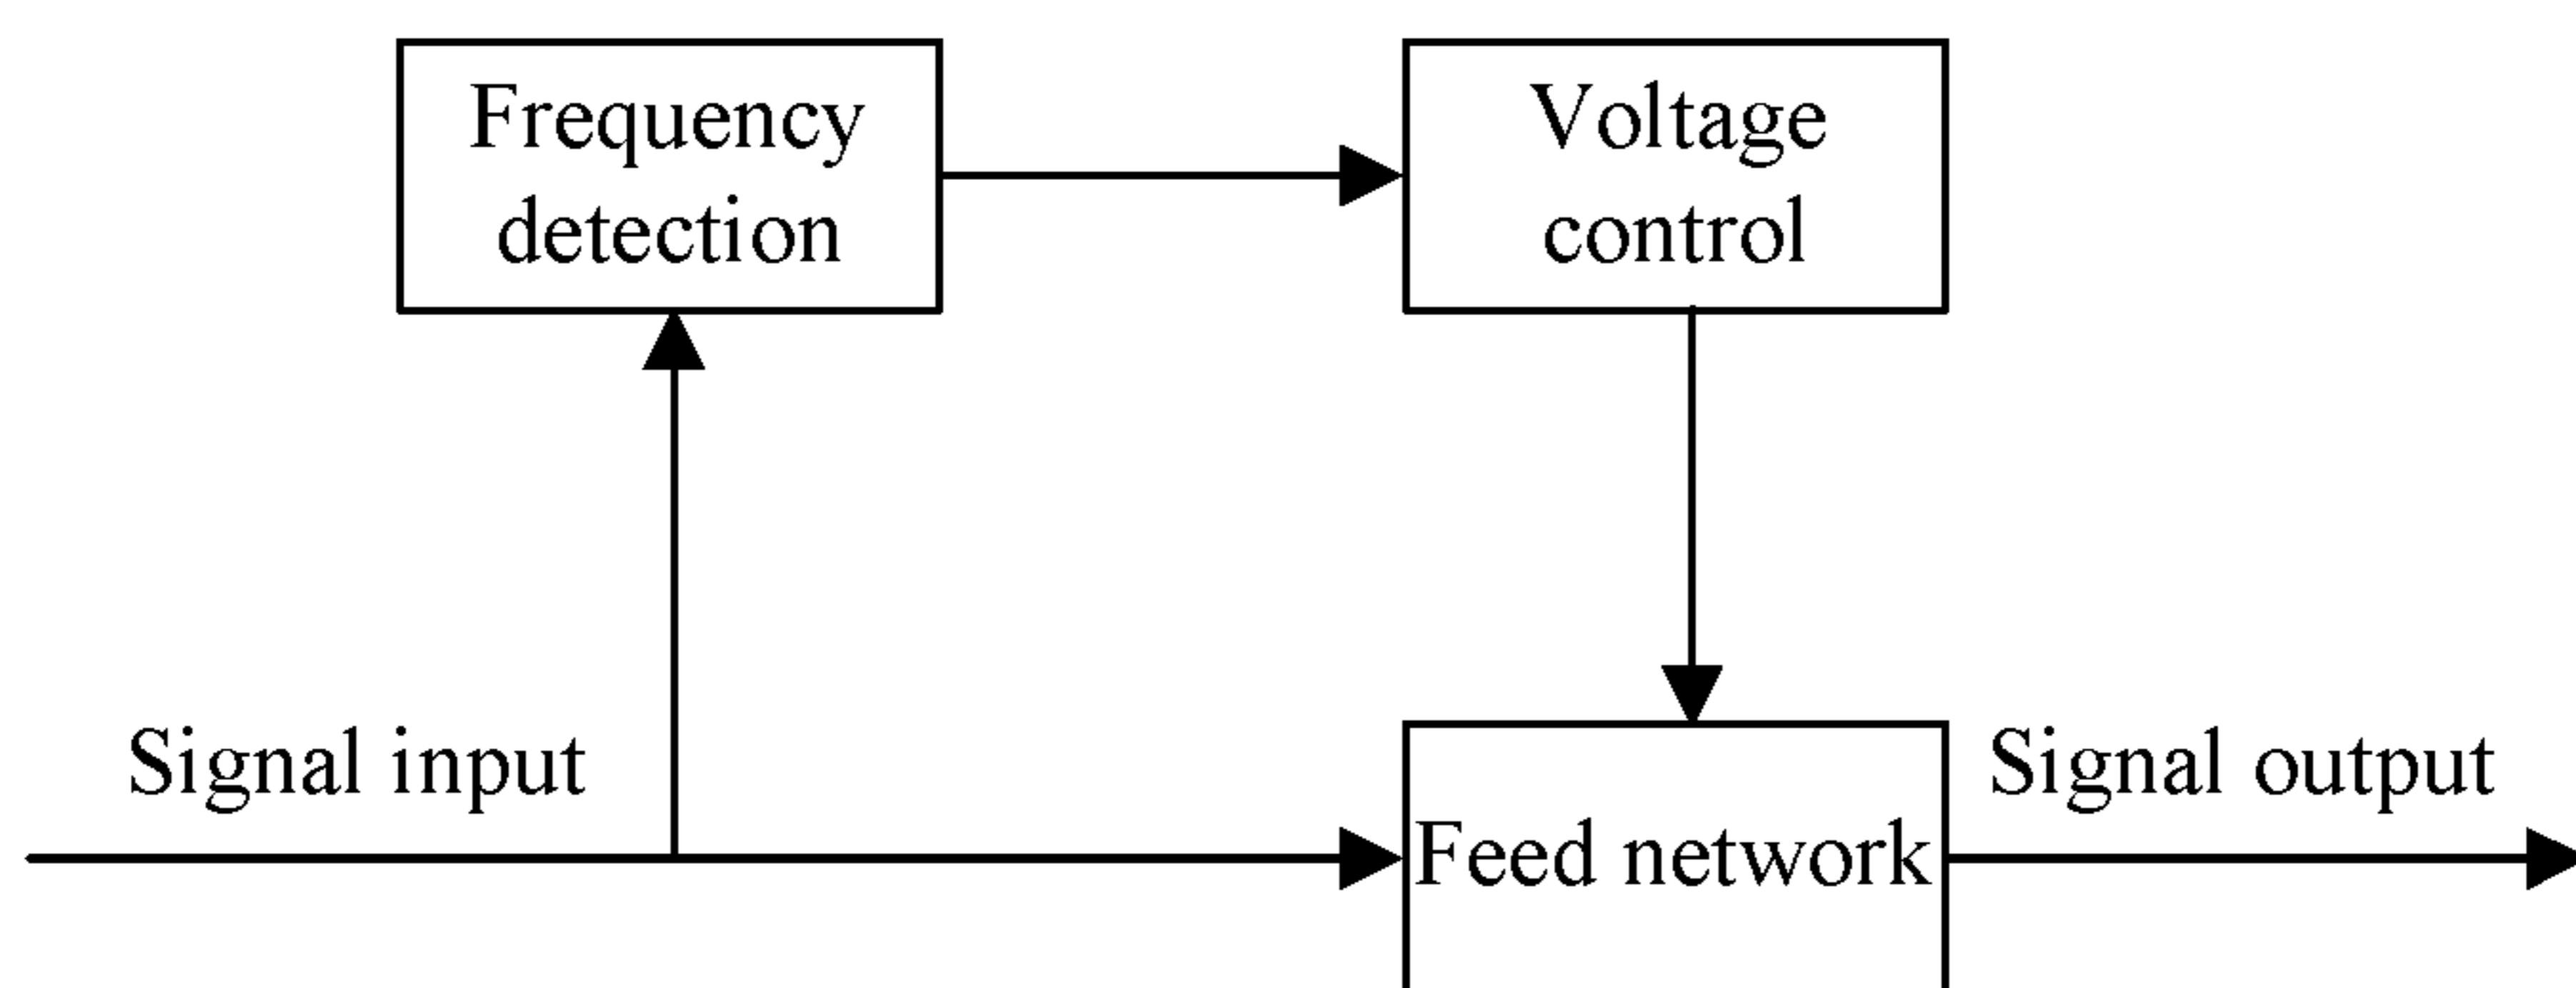 Frequency
detection
Voltage
control
Signal input
Feed network
Signal output